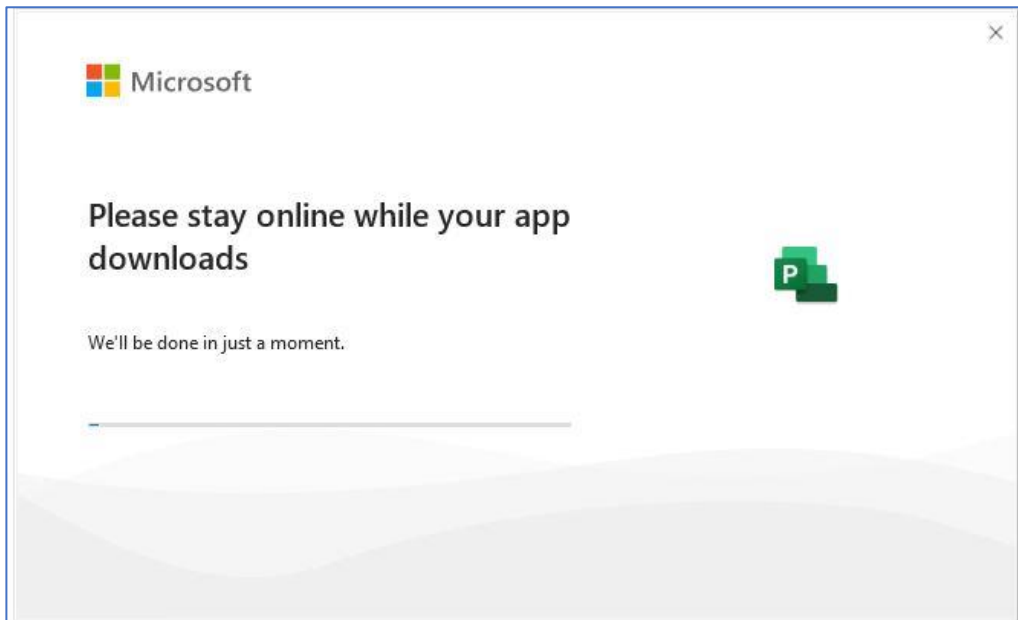 Microsoft
Please stay online while your app
downloads
P
We'll be done in just a moment.